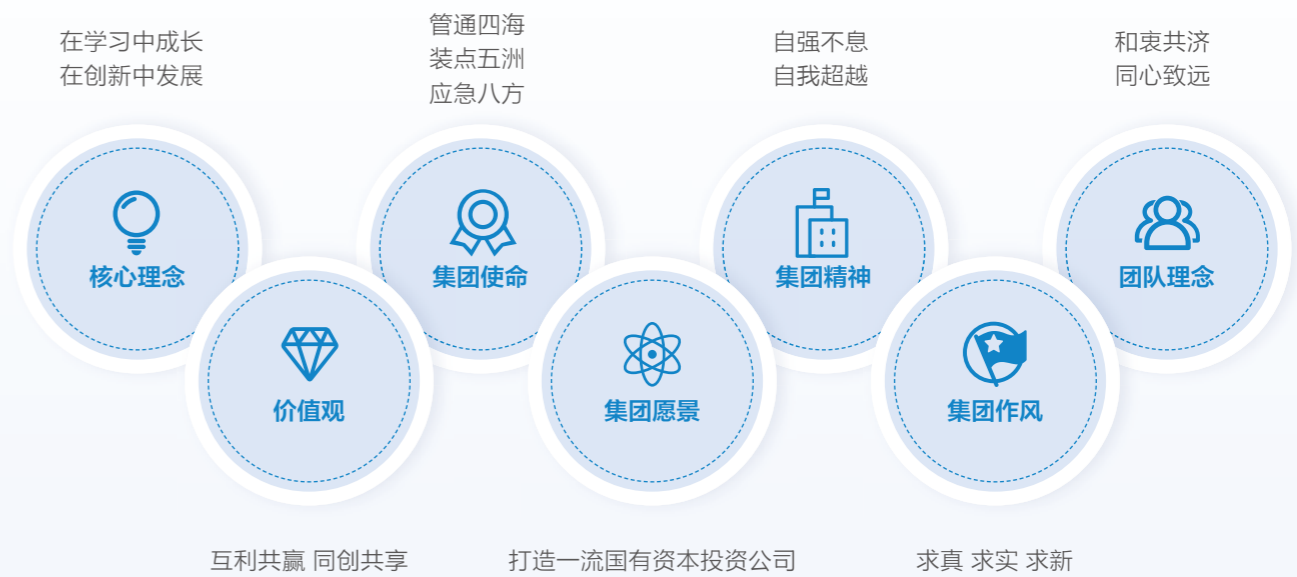 在学习中成长
在创新中发展
核心理念
价值观
互利共赢 同创共享
管通四海
装点五洲
应急八方
集团使命
集团愿景
打造一流国有资本投资公司
自强不息
自我超越
集团精神
集团作风
求真 求实 求新
和衷共济
同心致远
团队理念